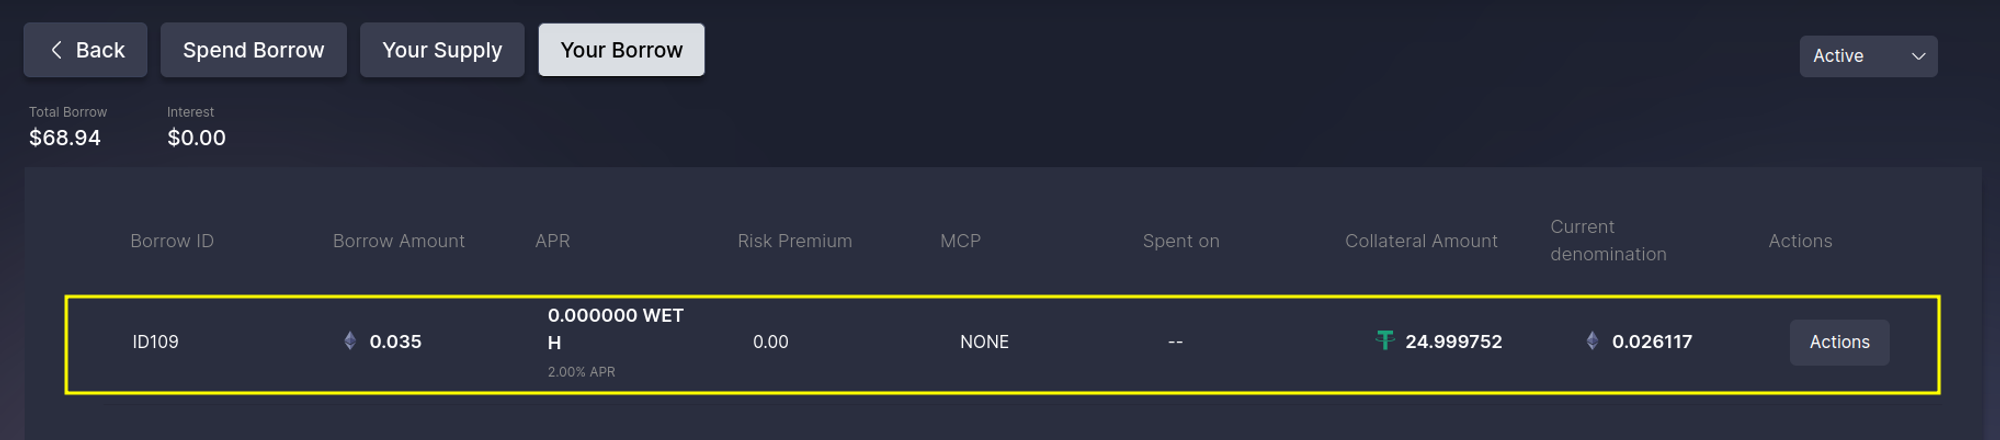 Back
Spend Borrow
Your Supply
Your Borrow
Active
Total Borrow
Interest
$68.94
$0.00
Borrow ID
Borrow Amount
APR
Risk Premium
MCP
Spent on
Collateral Amount
Current
denomination
Actions
ID109
0.035
0.000000 WET
H
2.00% APR
0.00
NONE
--
24.999752
0.026117
Actions